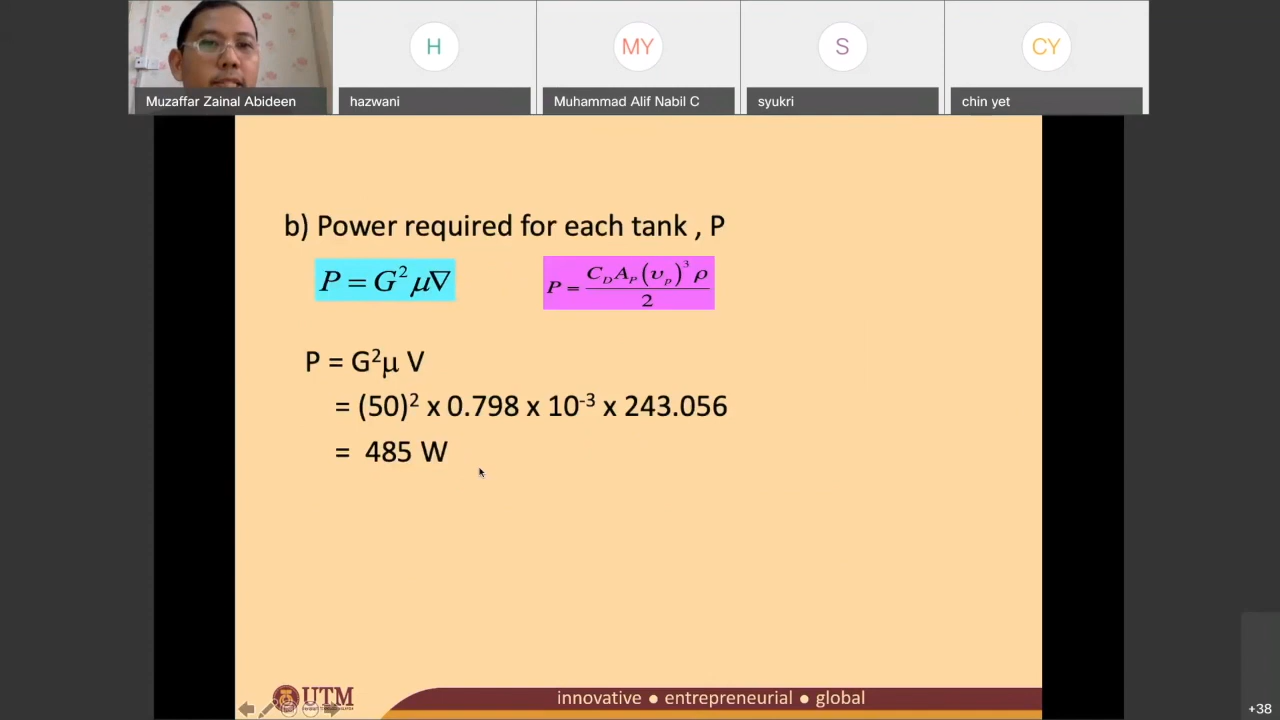 H
MY
S
CY
Muzaffar Zainal Abideen
hazwani
Muhammad Alif Nabil C
syukri
chin yet
b) Power required for each tank , P
P = G²μ∇
P = C_D A_P (υ_p)³ ρ / 2
P = G²μ V
= (50)² x 0.798 x 10⁻³ x 243.056
= 485 W
UTM
innovative ● entrepreneurial ● global
+38